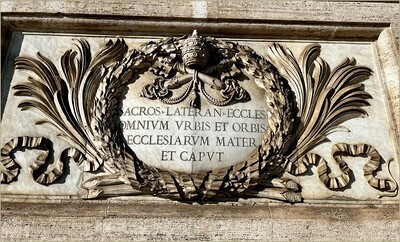 SACROS·LATERAN·ECCLES
OMNIVM VRBIS ET ORBIS
ECCLESIARVM MATER
ET CAPVT